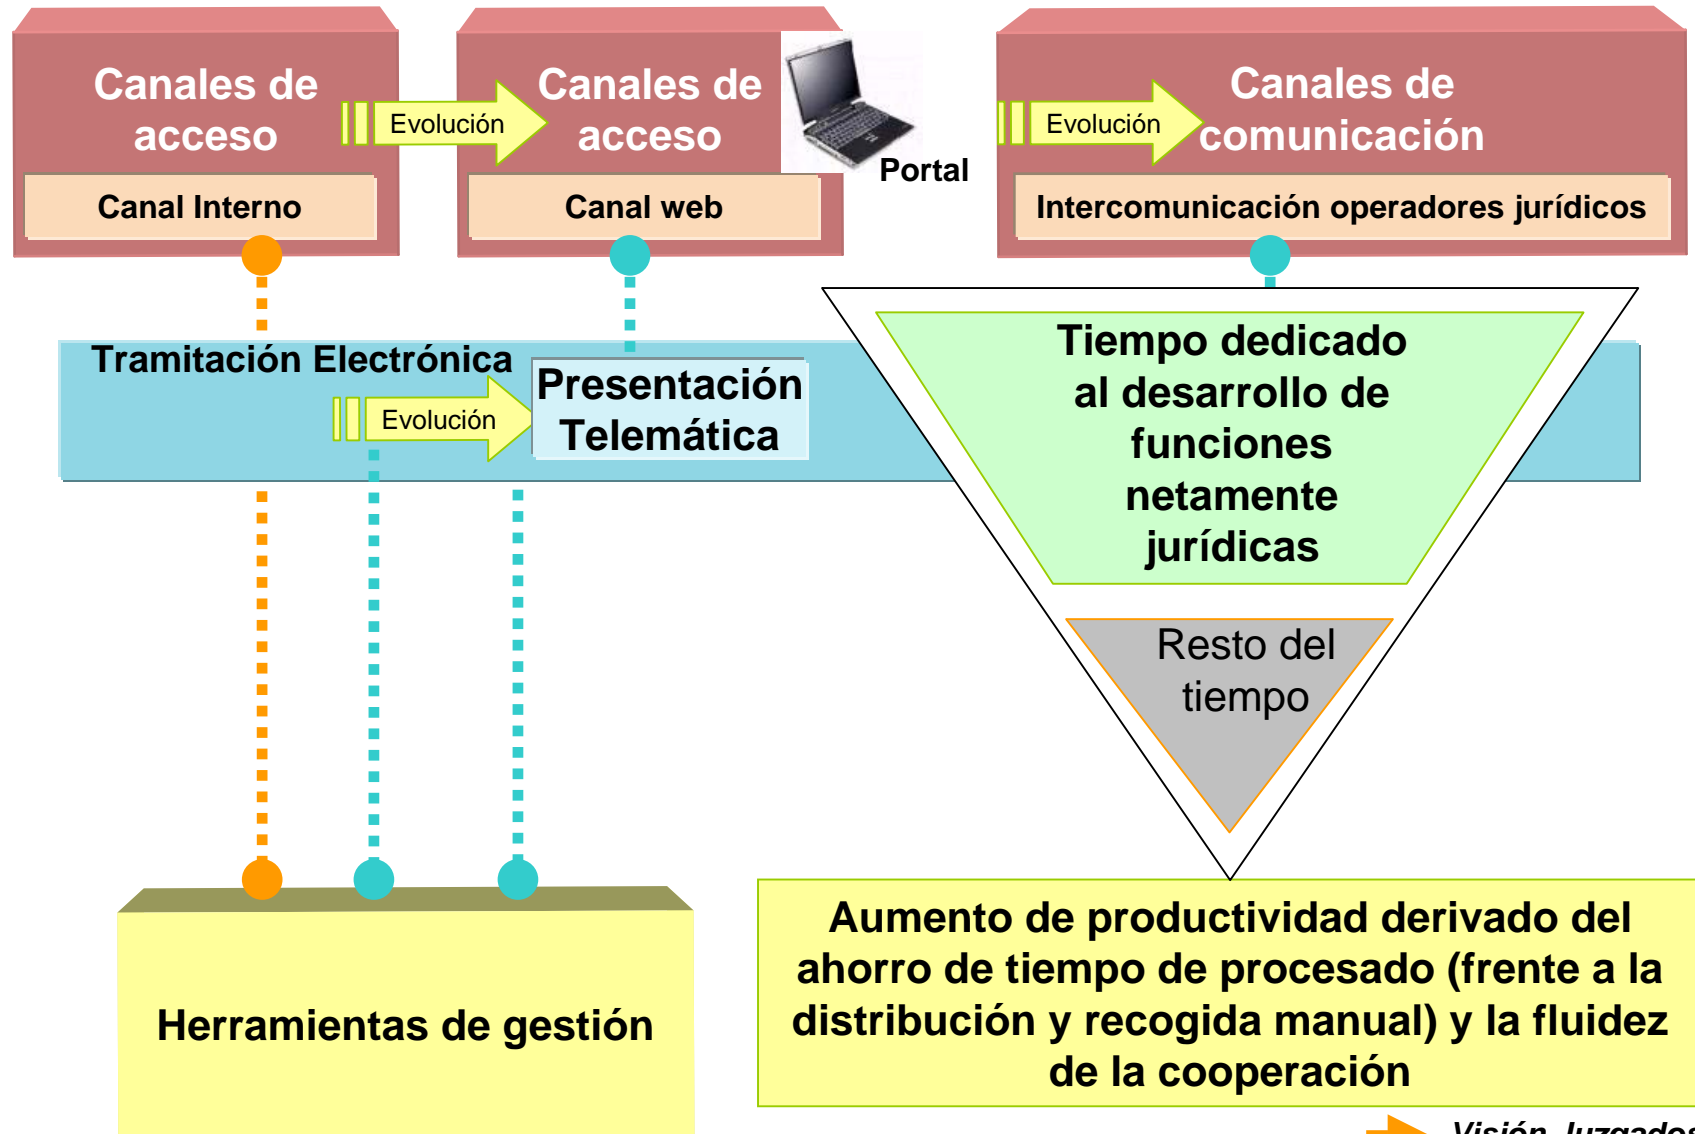 Canales de
acceso
Canal Interno
Evolución
Canales de
acceso
Canal web
Portal
Evolución
Canales de
comunicación
Intercomunicación operadores jurídicos
Tramitación Electrónica
Evolución
Presentación
Telemática
Tiempo dedicado
al desarrollo de
funciones
netamente
jurídicas
Resto del
tiempo
Herramientas de gestión
Aumento de productividad derivado del
ahorro de tiempo de procesado (frente a la
distribución y recogida manual) y la fluidez
de la cooperación
Visión Juzgados